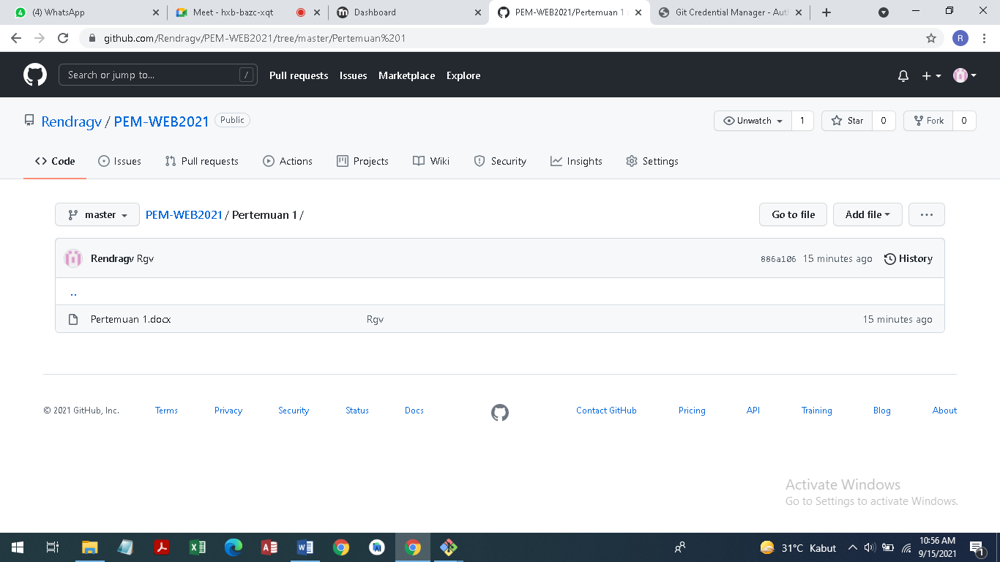 (4) WhatsApp
Meet - hxb-bazc-xqt
Dashboard
PEM-WEB2021/Pertemuan 1
Git Credential Manager - Aut
github.com/Rendragv/PEM-WEB2021/tree/master/Pertemuan%201
R
Search or jump to...
/
Pull requests
Issues
Marketplace
Explore
Rendragv / PEM-WEB2021
Public
Unwatch
1
Star
0
Fork
0
Code
Issues
Pull requests
Actions
Projects
Wiki
Security
Insights
Settings
master
PEM-WEB2021 / Pertemuan 1 /
Go to file
Add file
...
Rendragv Rgv
886a106
15 minutes ago
History
..
Pertemuan 1.docx
Rgv
15 minutes ago
© 2021 GitHub, Inc.
Terms
Privacy
Security
Status
Docs
Contact GitHub
Pricing
API
Training
Blog
About
Activate Windows
Go to Settings to activate Windows.
31°C Kabut
10:56 AM
9/15/2021
1